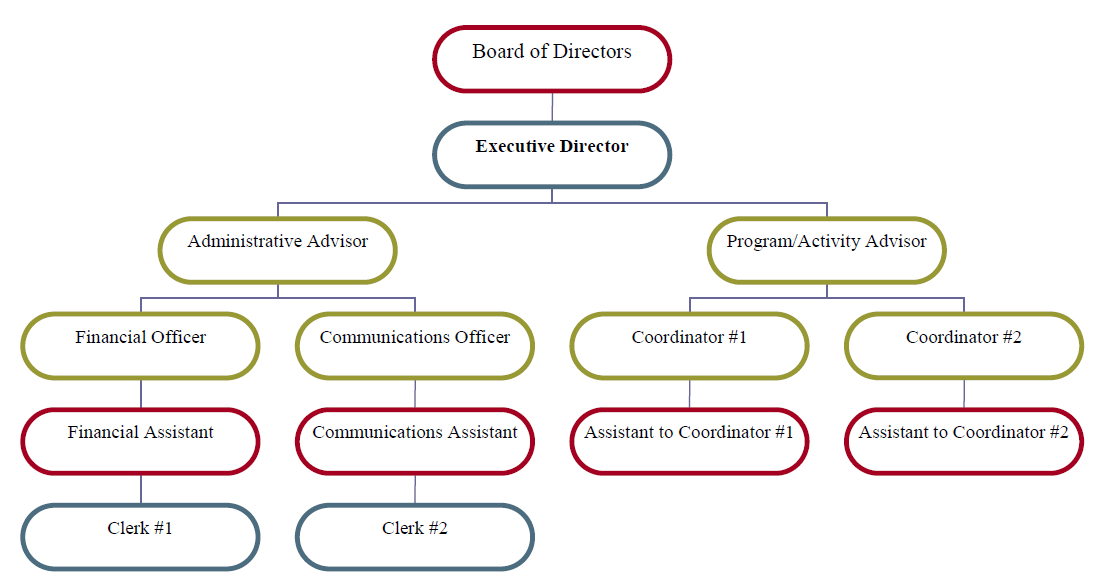 Board of Directors
Executive Director
Administrative Advisor
Program/Activity Advisor
Financial Officer
Communications Officer
Coordinator #1
Coordinator #2
Financial Assistant
Communications Assistant
Assistant to Coordinator #1
Assistant to Coordinator #2
Clerk #1
Clerk #2